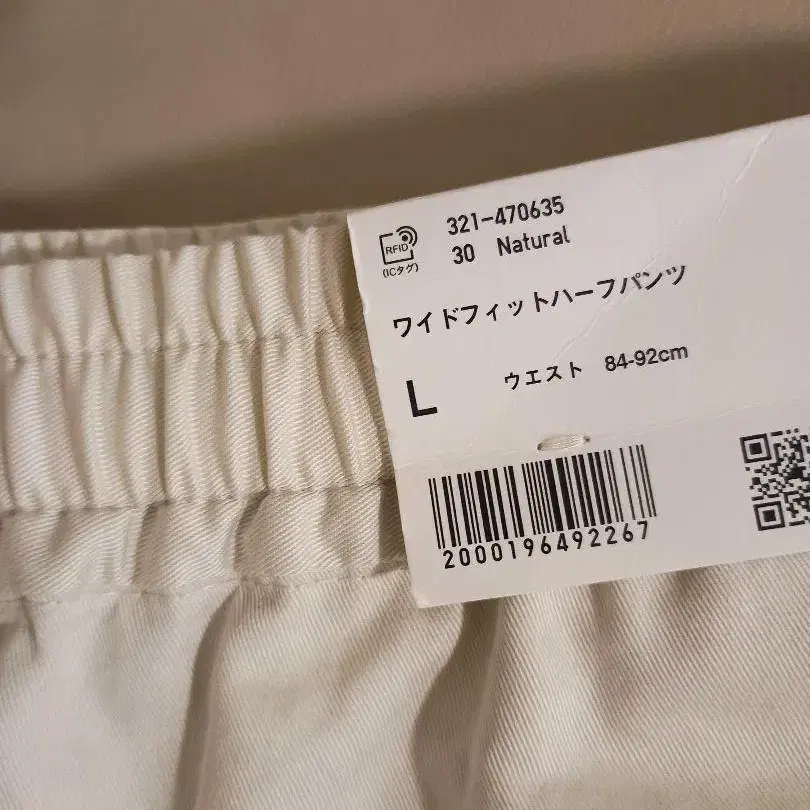 321-470635
30 Natural
RFID
(ICタグ)
ワイドフィットハーフパンツ
L ウエスト 84-92cm
2000196492267